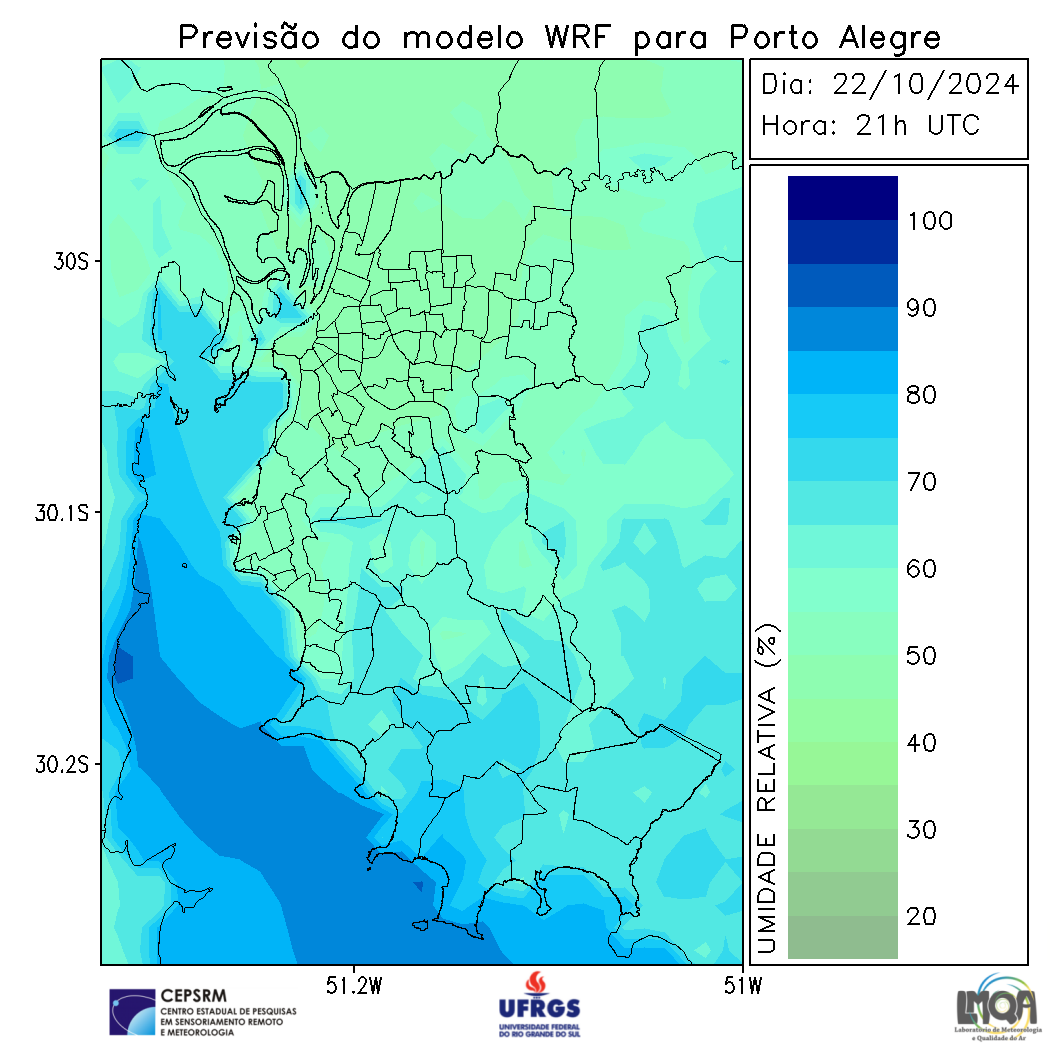 Previsão do modelo WRF para Porto Alegre
Dia: 22/10/2024
Hora: 21h UTC
30S
30.1S
30.2S
51.2W
51W
UMIDADE RELATIVA (%)
100
90
80
70
60
50
40
30
20
CEPSRM
CENTRO ESTADUAL DE PESQUISAS
EM SENSORIAMENTO REMOTO
E METEOROLOGIA
UFRGS
UNIVERSIDADE FEDERAL
DO RIO GRANDE DO SUL
LMQA
Laboratório de Meteorologia
e Qualidade do Ar